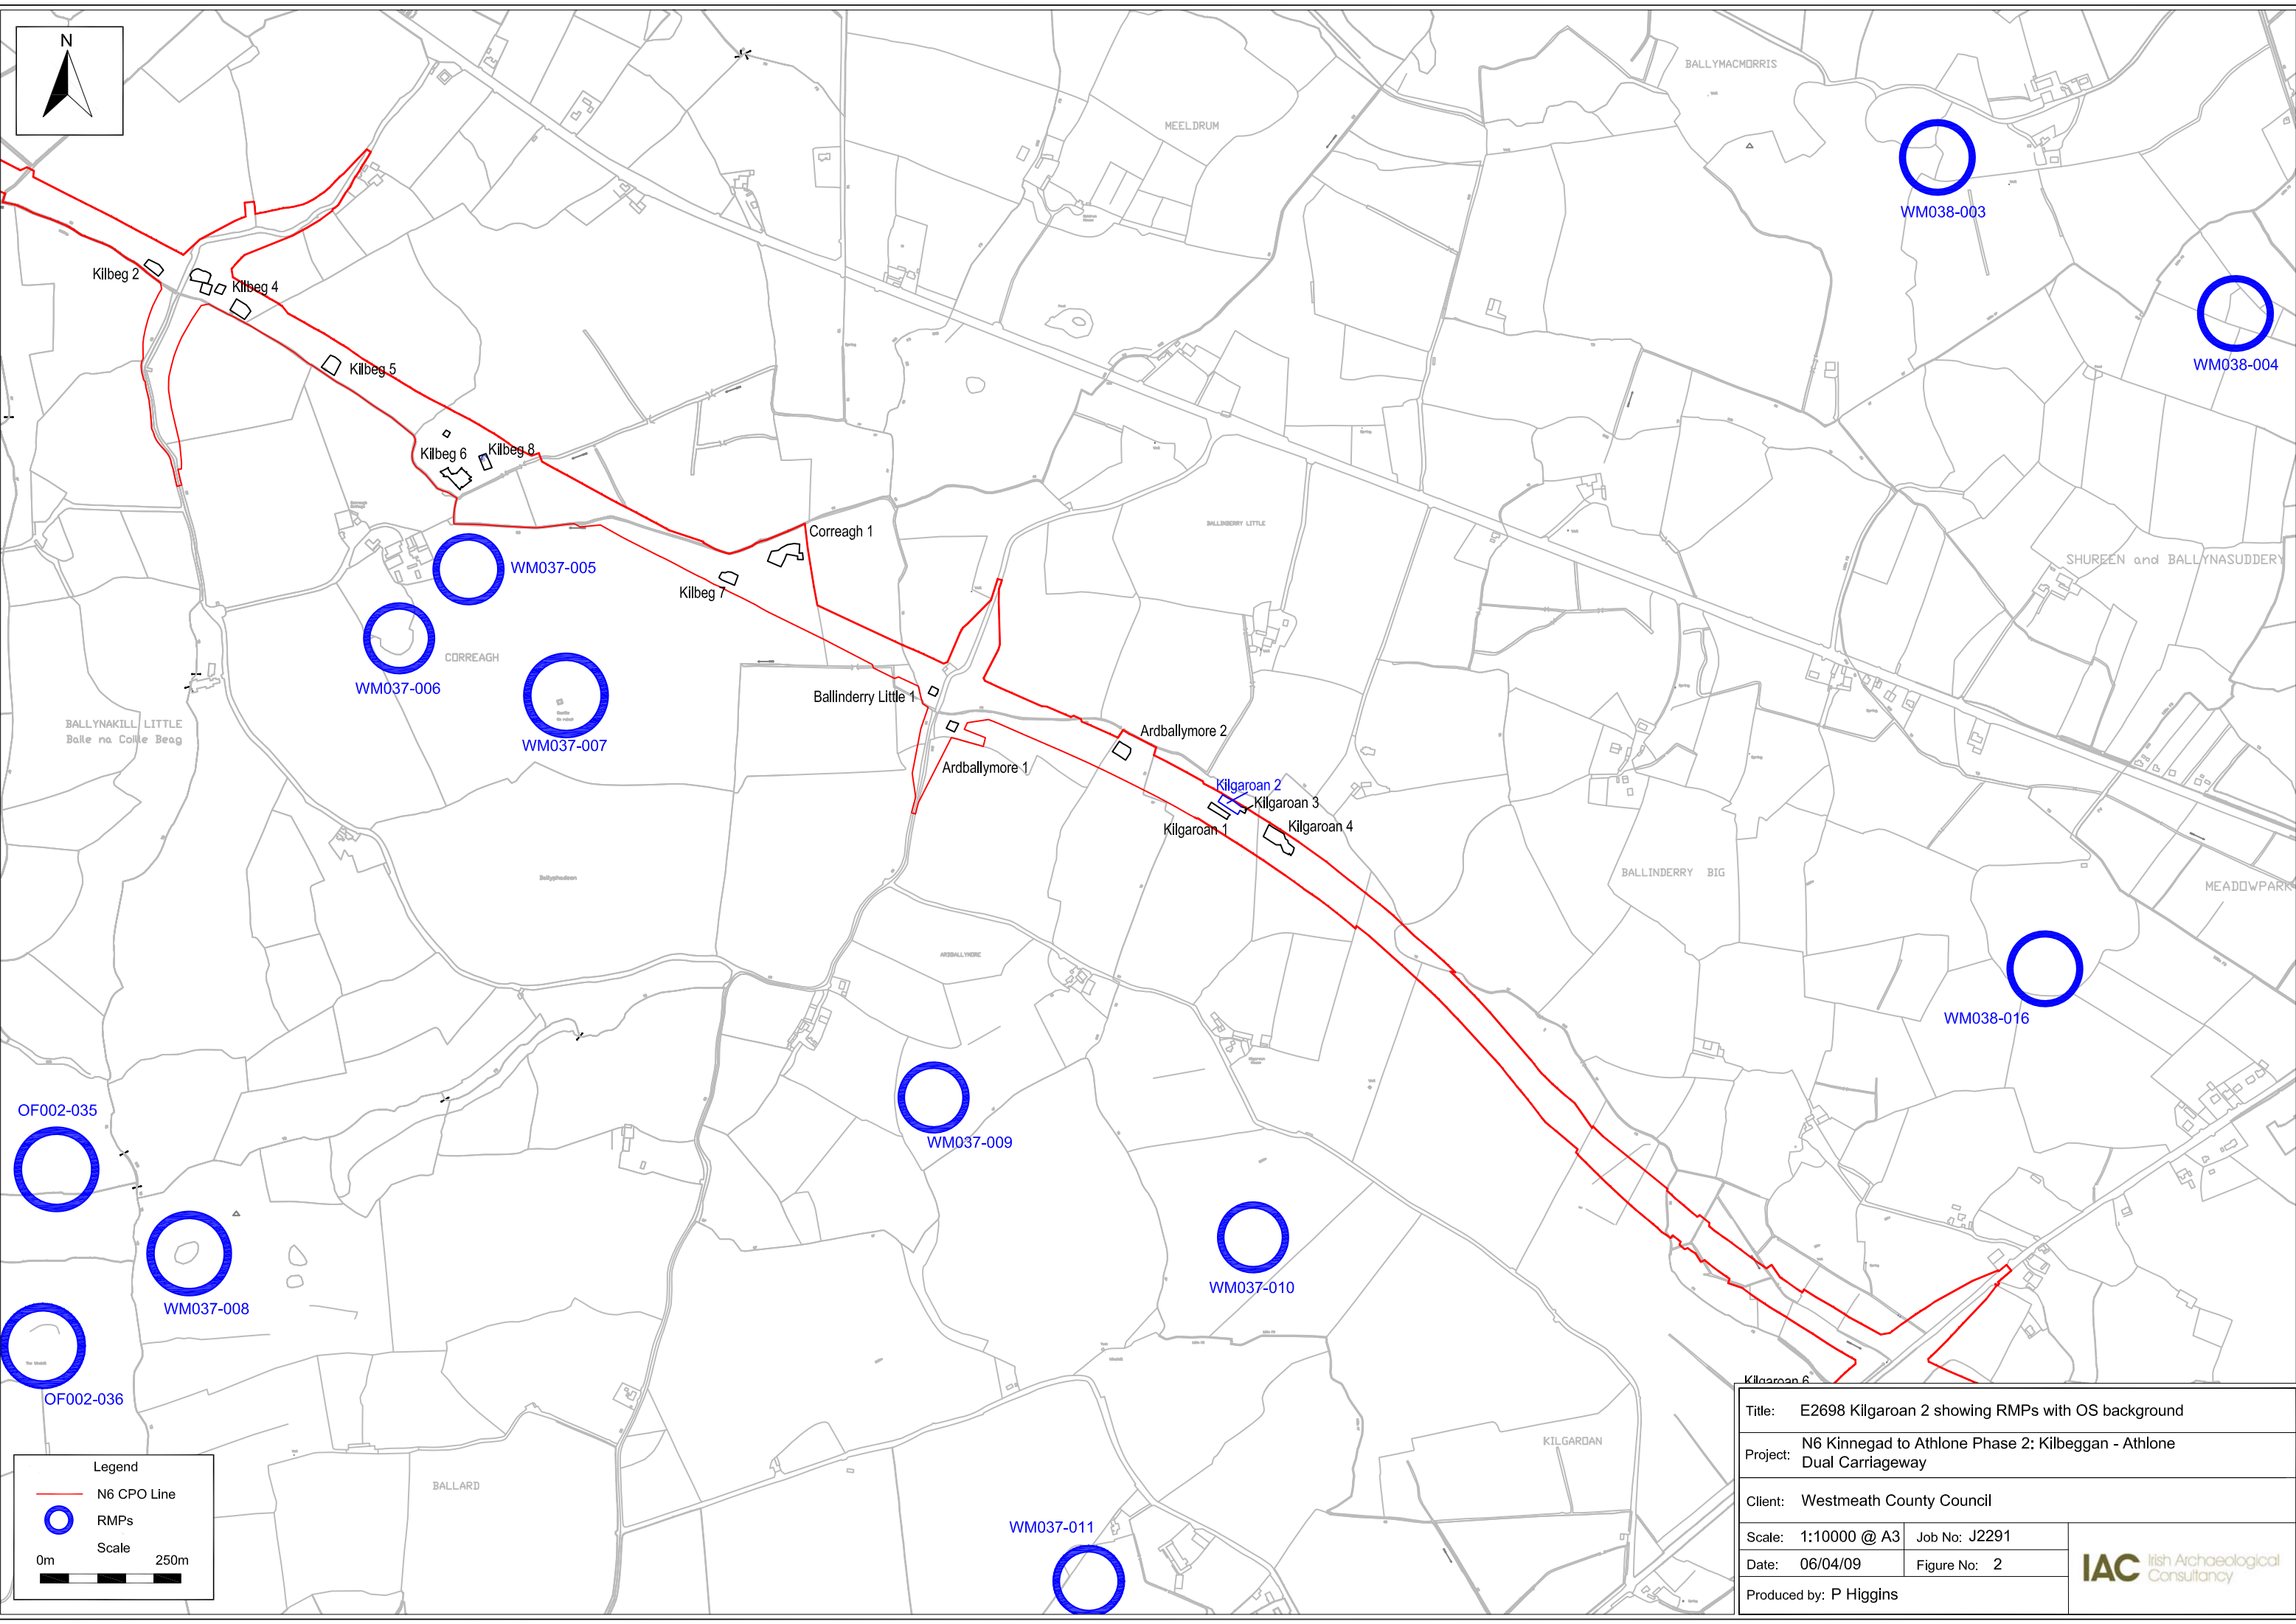 N
BALLYMACMORRIS
MEELDRUM
WM038-003
Kilbeg 2
Kilbeg 4
WM038-004
Kilbeg 5
Kilbeg 6
Kilbeg 8
Correagh 1
BALLINDERRY LITTLE
SHUREEN and BALLYNASUDDERY
WM037-005
Kilbeg 7
CORREAGH
WM037-006
Ballinderry Little 1
BALLYNAKILL LITTLE
Baile na Coille Beag
WM037-007
Ardballymore 2
Ardballymore 1
Kilgaroan 2
Kilgaroan 3
Kilgaroan 1
Kilgaroan 4
BALLINDERRY BIG
MEADOWPARK
ARDBALLYMORE
WM038-016
OF002-035
WM037-009
WM037-010
WM037-008
OF002-036
Kilgaroan 6
KILGAROAN
BALLARD
WM037-011
Legend
N6 CPO Line
RMPs
Scale
0m 250m
Title: E2698 Kilgaroan 2 showing RMPs with OS background
Project: N6 Kinnegad to Athlone Phase 2: Kilbeggan - Athlone
Dual Carriageway
Client: Westmeath County Council
Scale: 1:10000 @ A3 Job No: J2291
Date: 06/04/09 Figure No: 2
Produced by: P Higgins
IAC Irish Archaeological
Consultancy